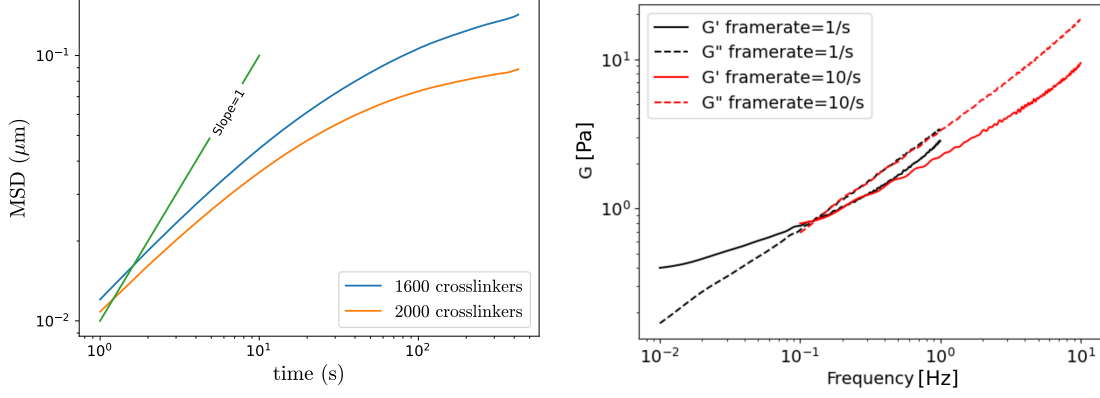 10⁻¹
10⁻²
MSD (μm)
Slope=1
1600 crosslinkers
2000 crosslinkers
10⁰
10¹
10²
time (s)
G' framerate=1/s
G" framerate=1/s
G' framerate=10/s
G" framerate=10/s
10¹
10⁰
G [Pa]
10⁻²
10⁻¹
10⁰
10¹
Frequency [Hz]